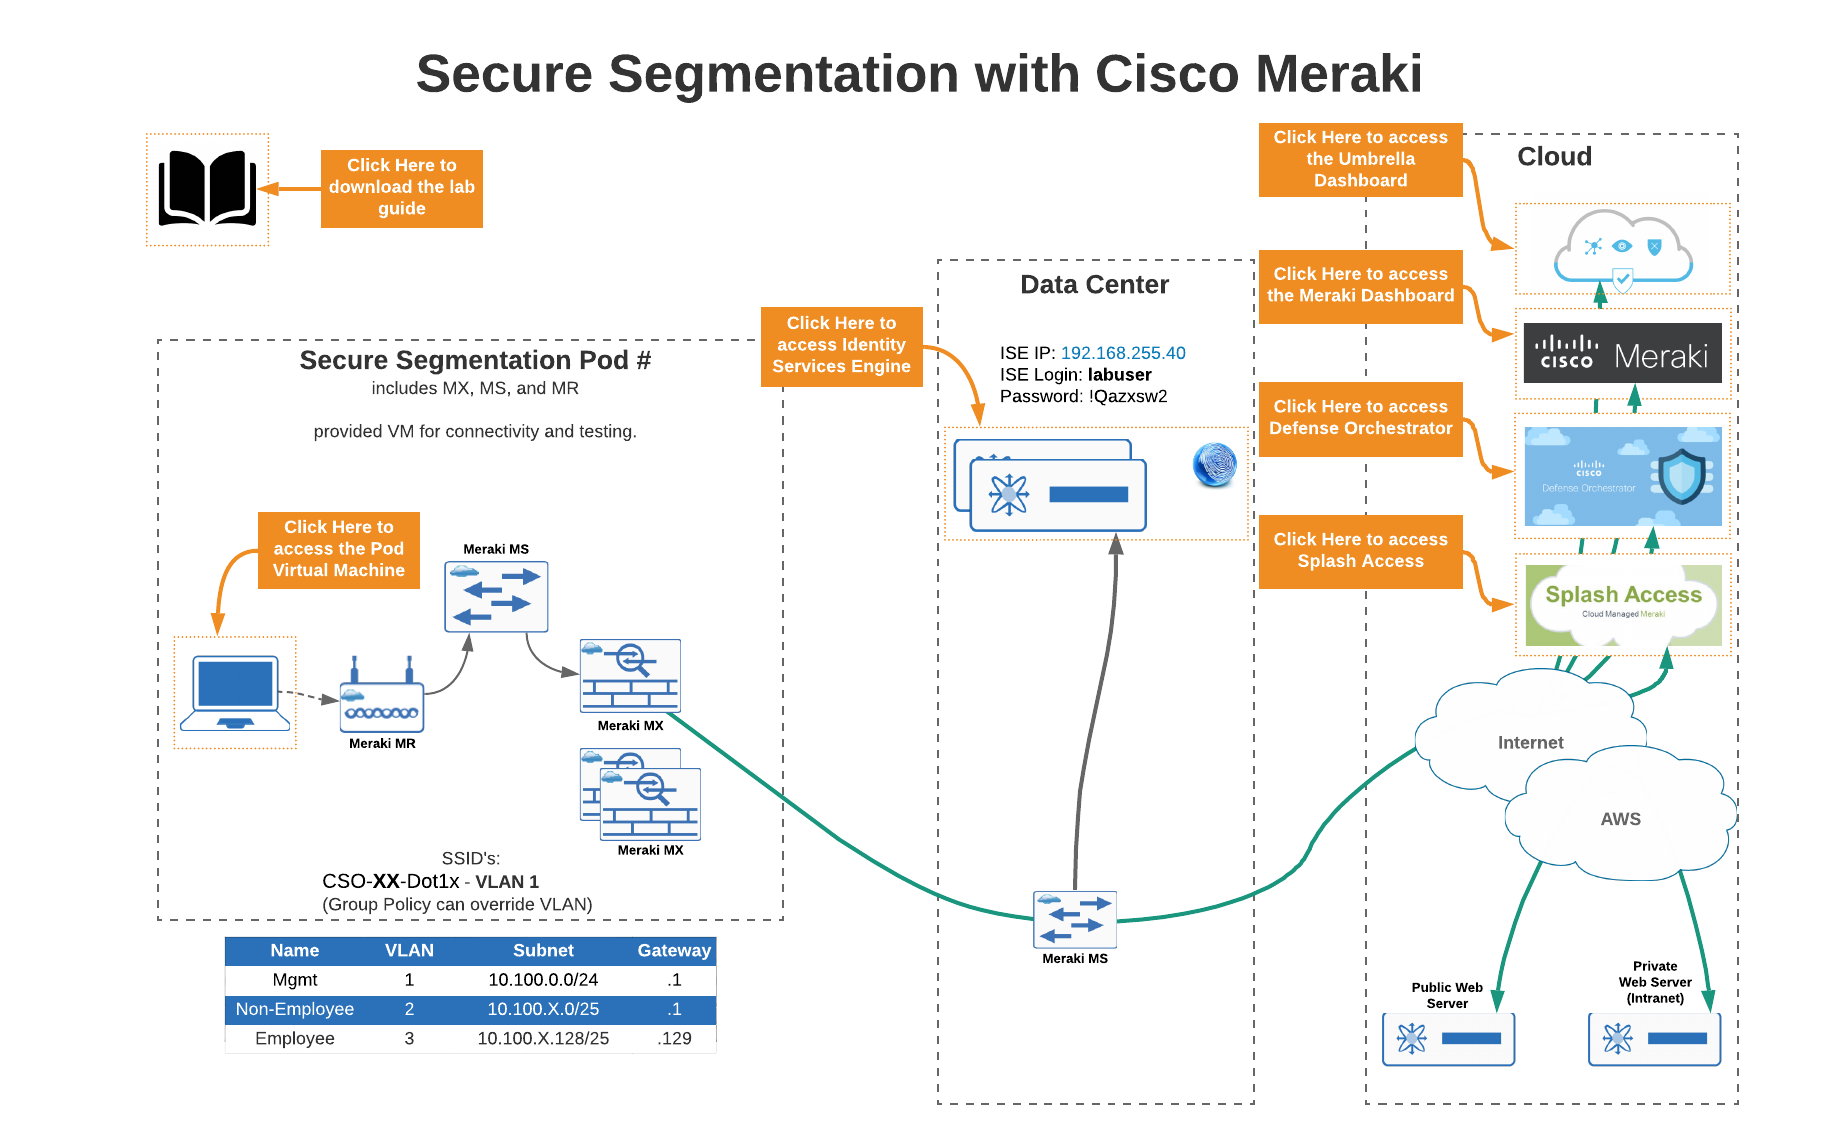 Secure Segmentation with Cisco Meraki
Click Here to
download the lab
guide
Click Here to access
the Umbrella
Dashboard
Cloud
Click Here to access
the Meraki Dashboard
Data Center
Click Here to
access Identity
Services Engine
ISE IP: 192.168.255.40
ISE Login: labuser
Password: !Qazxsw2
cisco Meraki
Secure Segmentation Pod #
includes MX, MS, and MR
provided VM for connectivity and testing.
Click Here to access
Defense Orchestrator
cisco
Defense Orchestrator
Click Here to
access the Pod
Virtual Machine
Meraki MS
Click Here to access
Splash Access
Splash Access
Cloud Managed Meraki
Meraki MR
Meraki MX
Internet
AWS
Meraki MX
SSID's:
CSO-XX-Dot1x - VLAN 1
(Group Policy can override VLAN)
Meraki MS
Name VLAN Subnet Gateway
Mgmt 1 10.100.0.0/24 .1
Non-Employee 2 10.100.X.0/25 .1
Employee 3 10.100.X.128/25 .129
Public Web
Server
Private
Web Server
(Intranet)